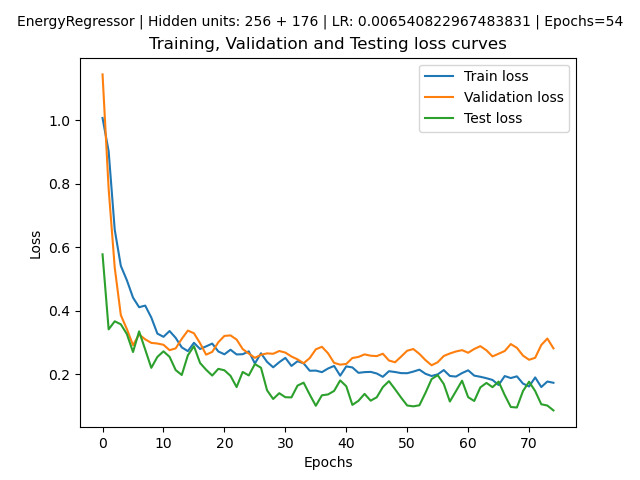 EnergyRegressor | Hidden units: 256 + 176 | LR: 0.006540822967483831 | Epochs=54
Training, Validation and Testing loss curves
Train loss
Validation loss
Test loss
1.0
0.8
0.6
0.4
0.2
Loss
0 10 20 30 40 50 60 70
Epochs